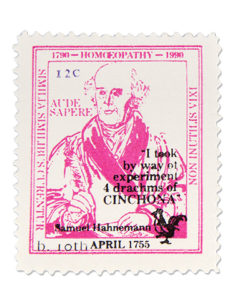 1790 - HOMŒOPATHY - 1990
12C
AUDE
SAPERE
SIMILIA SIMILIBUS CURENTUR
"I took
by way of
experiment
4 drachms of
CINCHONA"
Samuel Hahnemann
b. 10th APRIL 1755